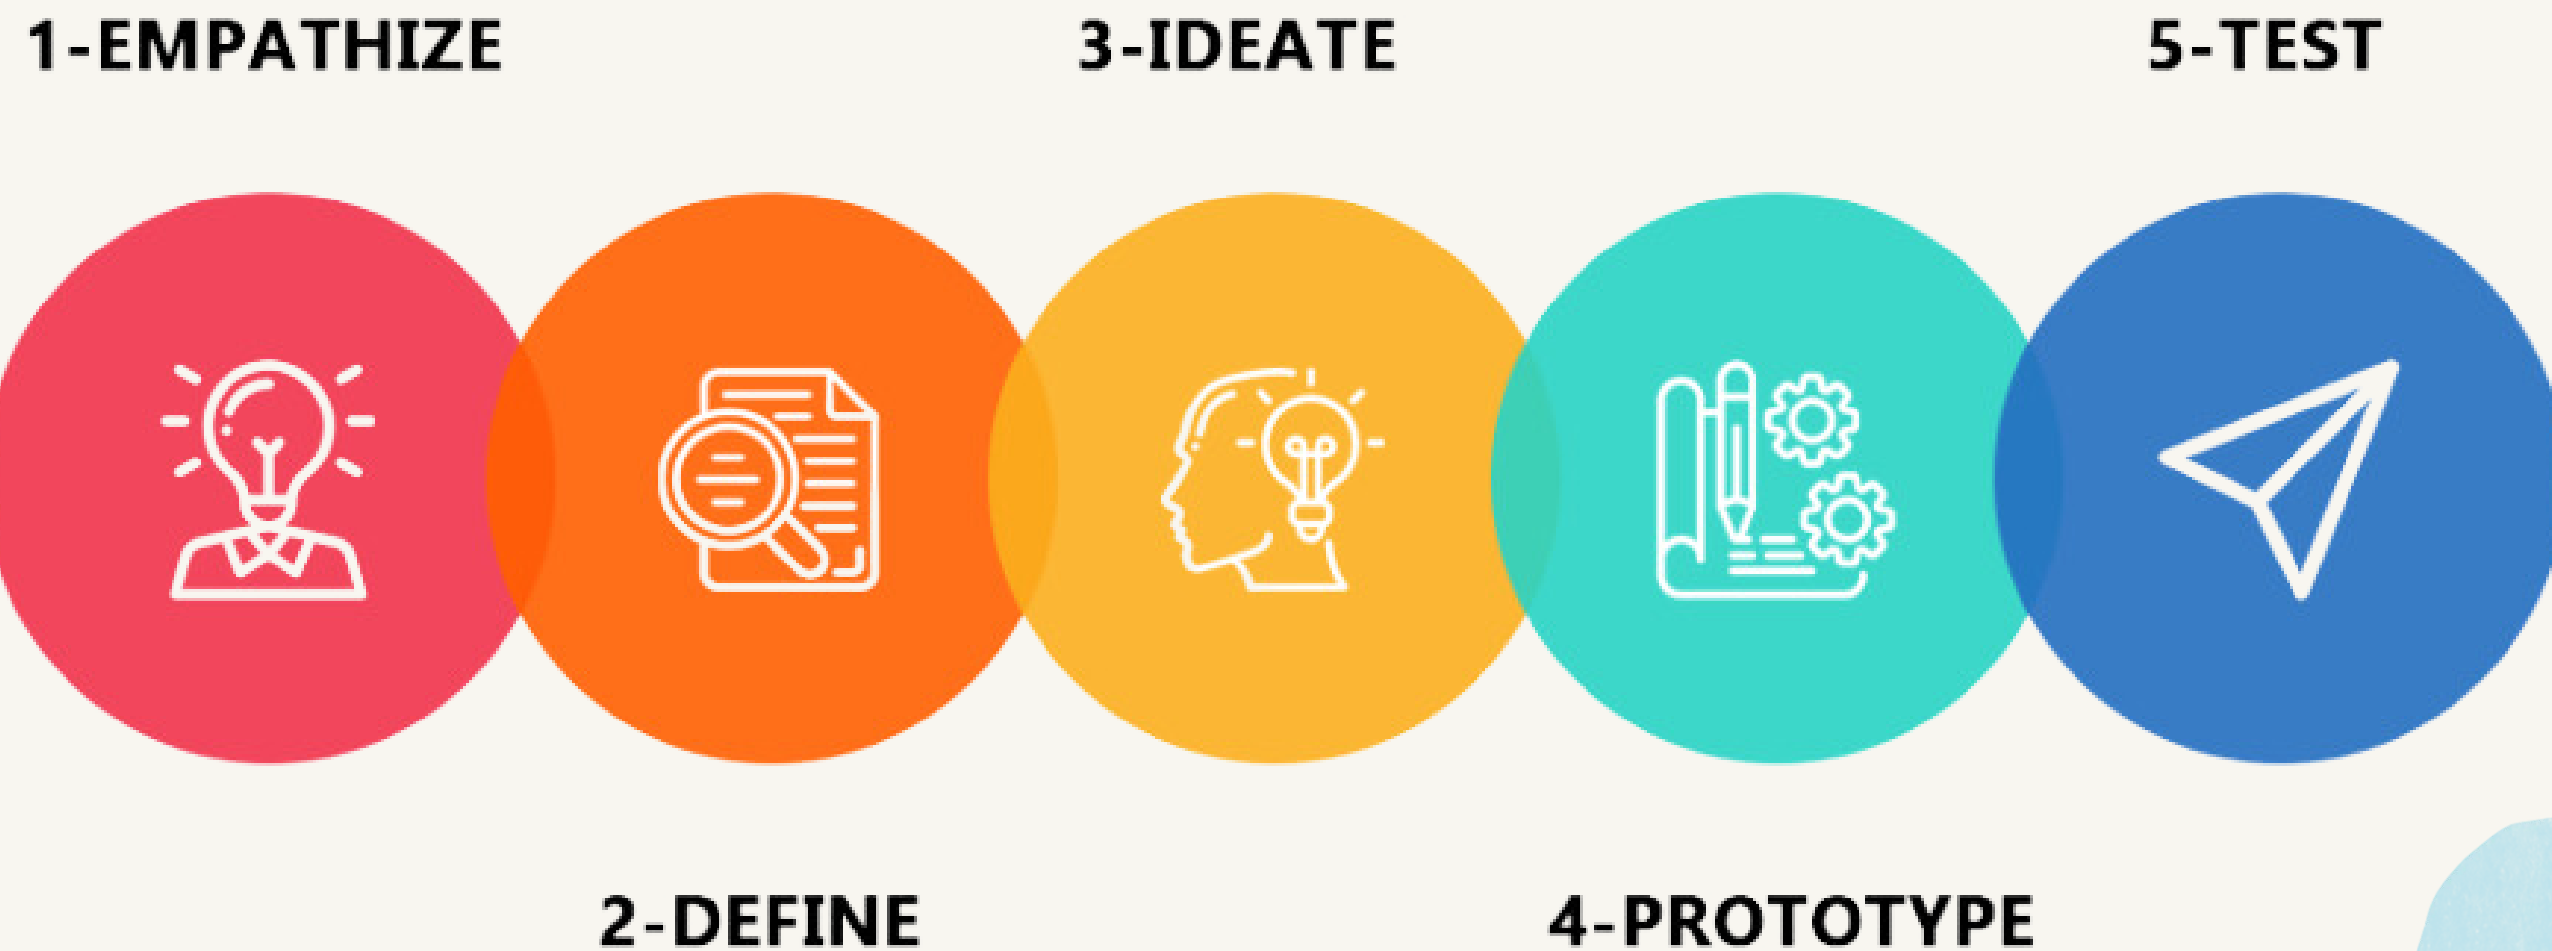 1-EMPATHIZE
2-DEFINE
3-IDEATE
4-PROTOTYPE
5-TEST